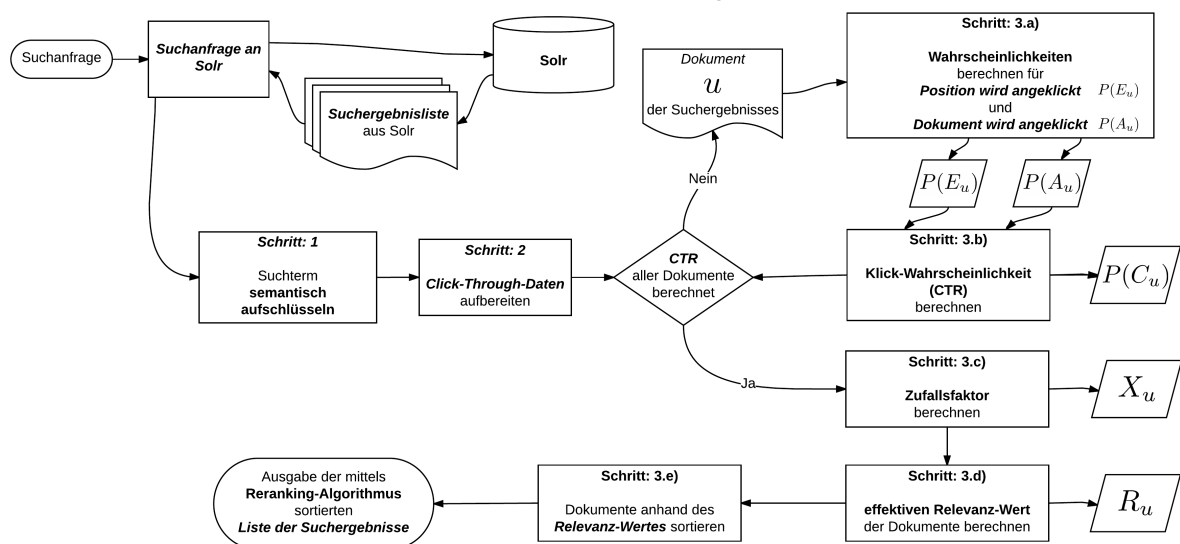 Suchanfrage
Suchanfrage an
Solr
Solr
Suchergebnisliste
aus Solr
Dokument
u
der Suchergebnisses
Schritt: 3.a)
Wahrscheinlichkeiten
berechnen für
Position wird angeklickt P(E_u)
und
Dokument wird angeklickt P(A_u)
Nein
P(E_u)
P(A_u)
Schritt: 1
Suchterm
semantisch
aufschlüsseln
Schritt: 2
Click-Through-Daten
aufbereiten
CTR
aller Dokumente
berechnet
Schritt: 3.b)
Klick-Wahrscheinlichkeit
(CTR)
berechnen
P(C_u)
Ja
Schritt: 3.c)
Zufallsfaktor
berechnen
X_u
Ausgabe der mittels
Reranking-Algorithmus
sortierten
Liste der Suchergebnisse
Schritt: 3.e)
Dokumente anhand des
Relevanz-Wertes sortieren
Schritt: 3.d)
effektiven Relevanz-Wert
der Dokumente berechnen
R_u